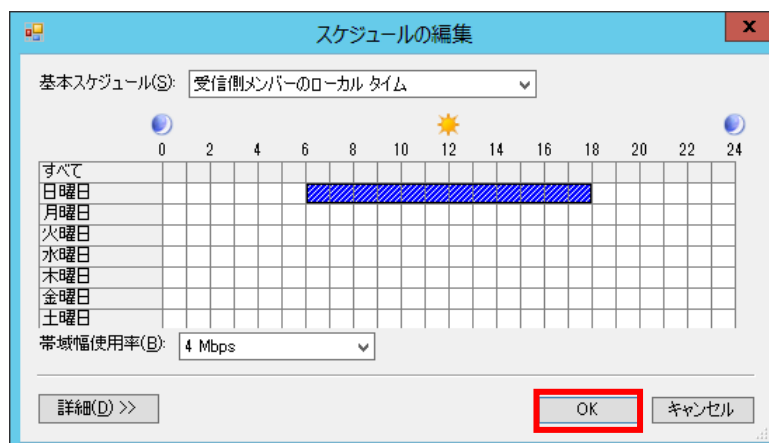 スケジュールの編集
x
基本スケジュール(S): 受信側メンバーのローカル タイム
0 2 4 6 8 10 12 14 16 18 20 22 24
すべて
日曜日
月曜日
火曜日
水曜日
木曜日
金曜日
土曜日
帯域幅使用率(B): 4 Mbps
詳細(D) >> OK キャンセル